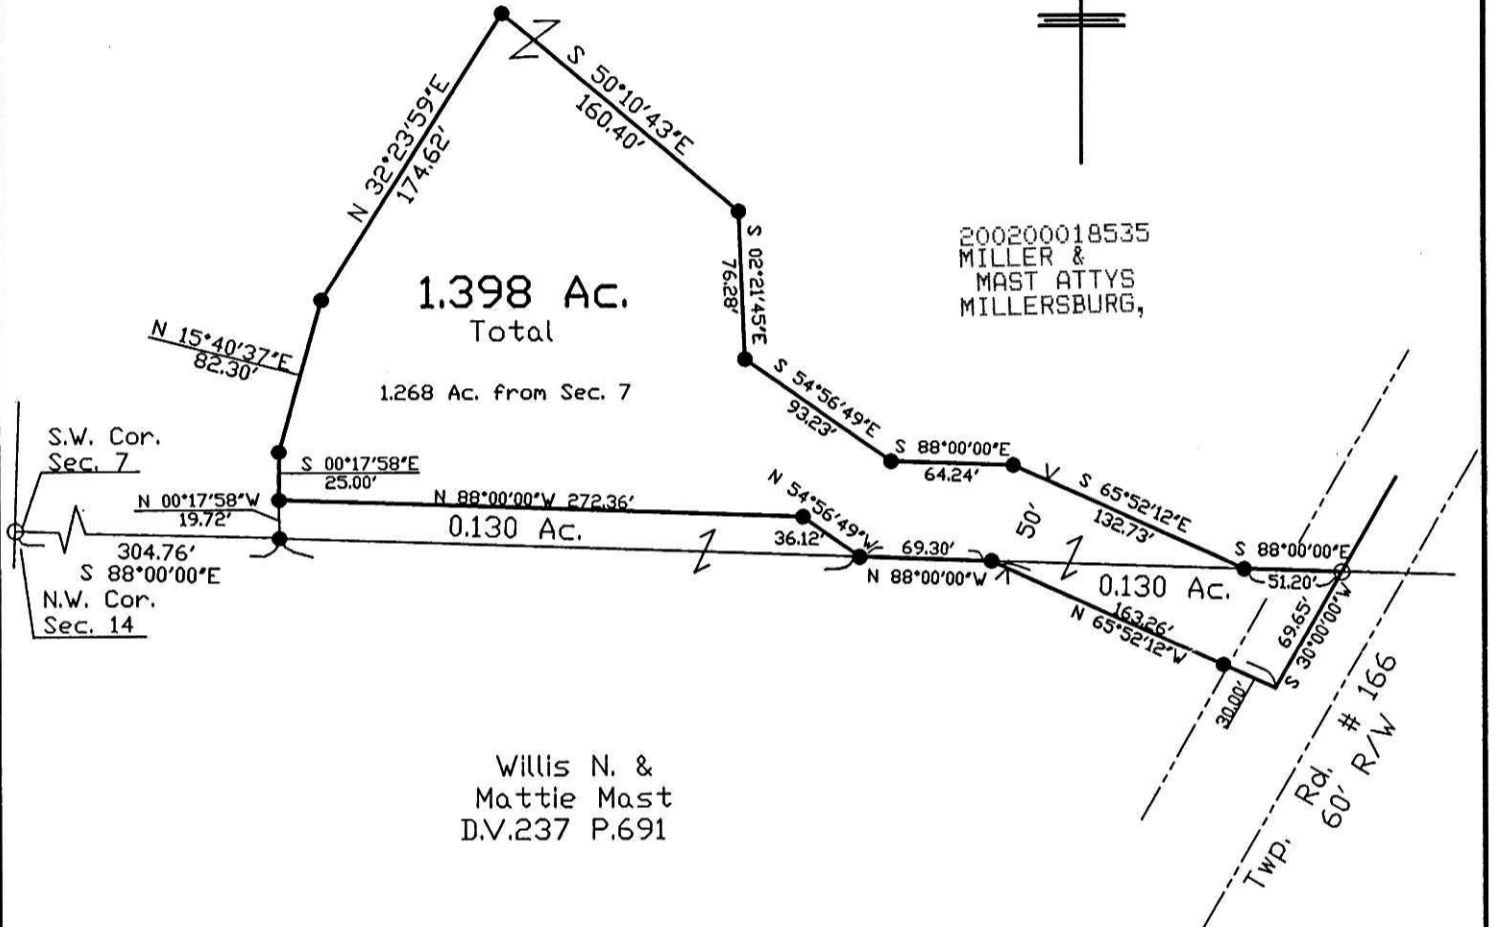 S 50°10'43"E
160.40'
N 32°23'59"E
174.62'
S 02°21'45"E
76.28'
200200018535
MILLER &
MAST ATTYS
MILLERSBURG,
1.398 Ac.
Total
1.268 Ac. from Sec. 7
N 15°40'37"E
82.30'
S 54°56'49"E
93.23'
S.W. Cor.
Sec. 7
S 00°17'58"E
25.00'
S 88°00'00"E
64.24'
S 65°52'12"E
132.73'
N 00°17'58"W
19.72'
N 88°00'00"W 272.36'
0.130 Ac.
N 54°56'49"W
36.12'
50'
304.76'
S 88°00'00"E
69.30'
N 88°00'00"W
S 88°00'00"E
51.20'
0.130 Ac.
N.W. Cor.
Sec. 14
163.26'
N 65°52'12"W
69.65'
S 30°00'00"W
30.00'
Twp. Rd. # 166
60' R/W
Willis N. &
Mattie Mast
D.V.237 P.691